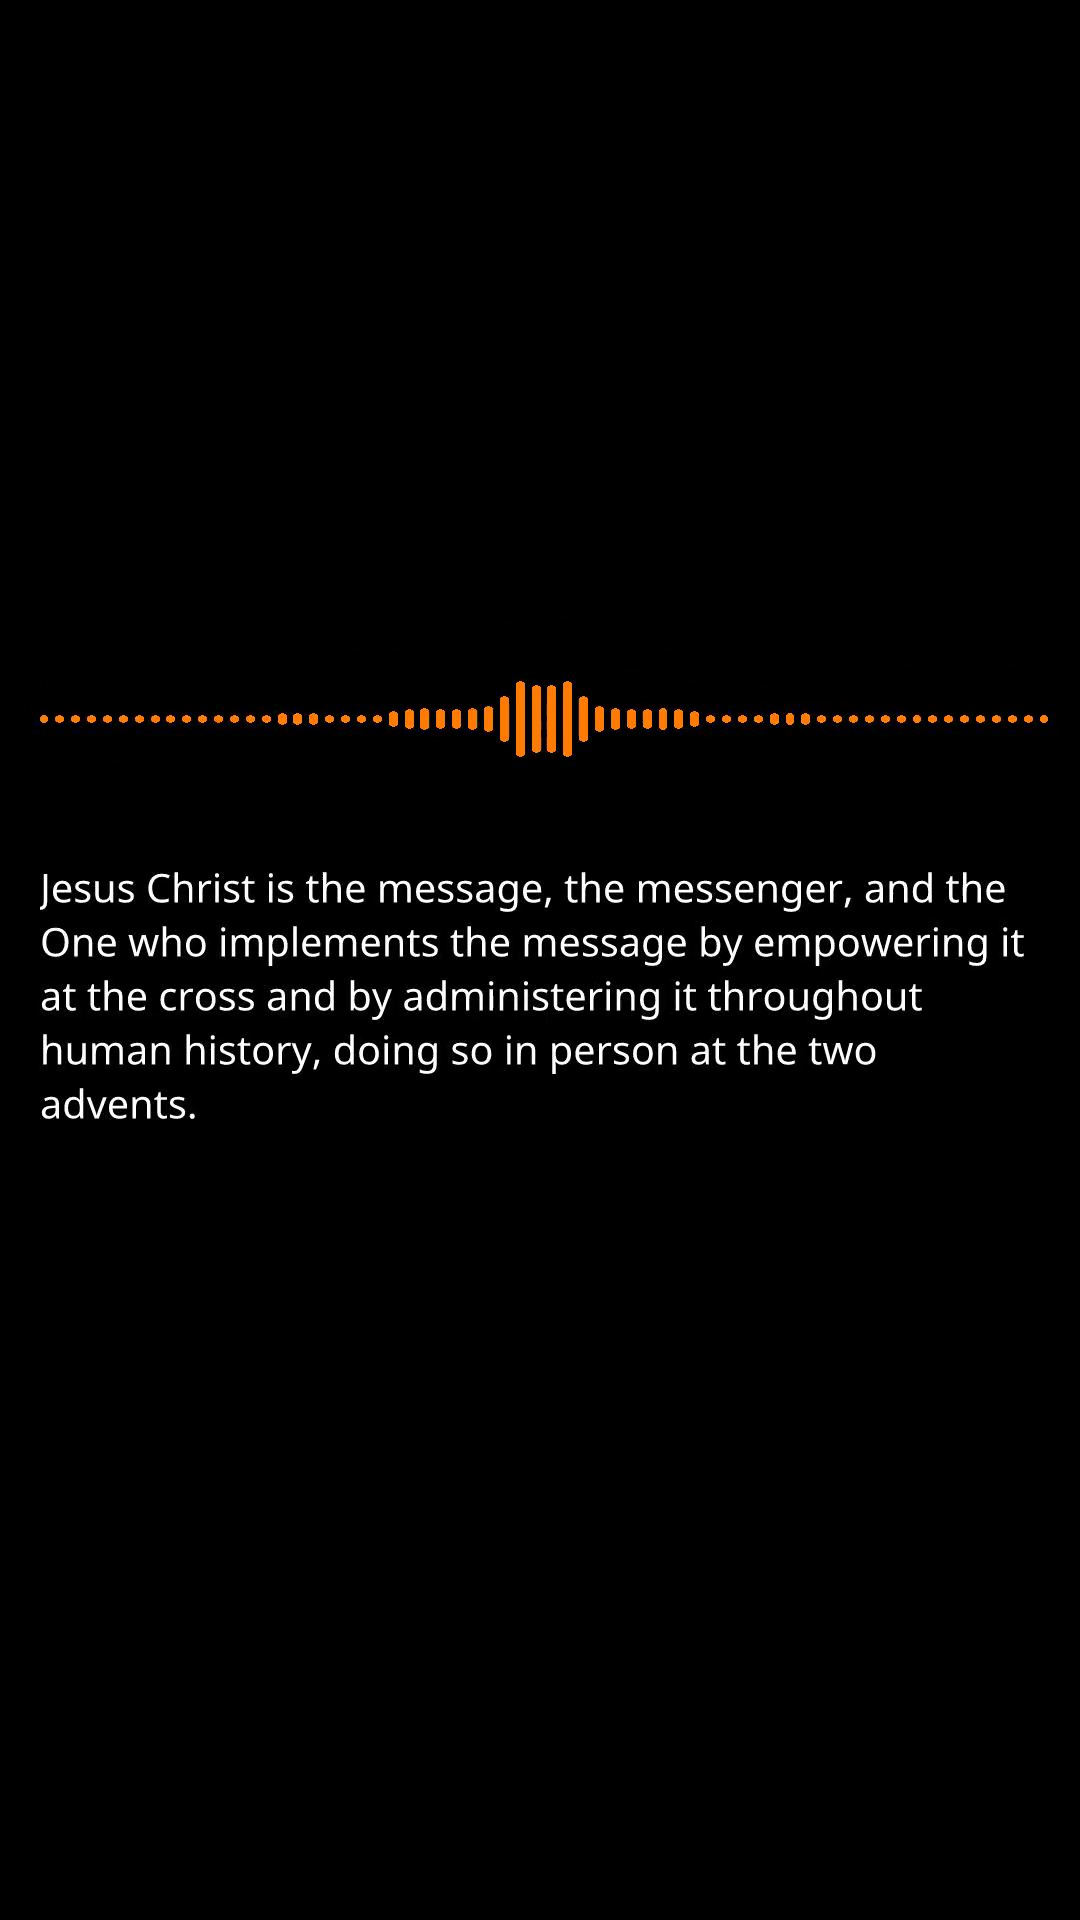 Jesus Christ is the message, the messenger, and the
One who implements the message by empowering it
at the cross and by administering it throughout
human history, doing so in person at the two
advents.